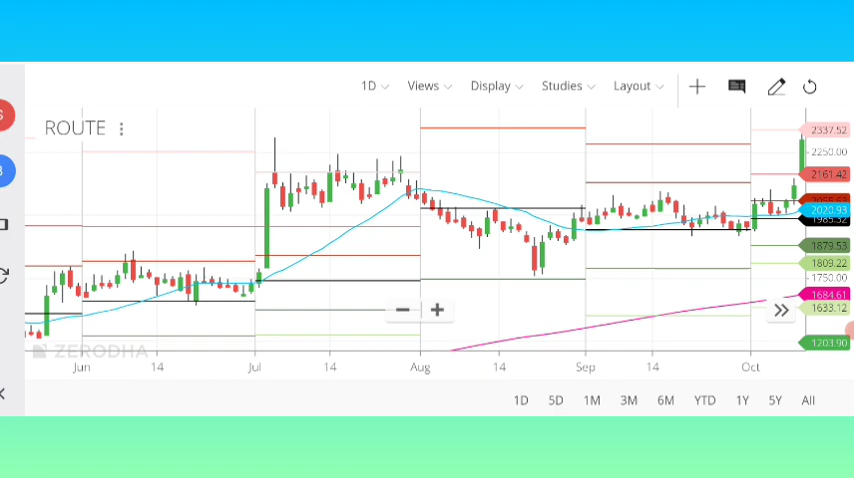 1D Views Display Studies Layout
ROUTE
2337.52
2250.00
2161.42
2020.93
1879.53
1809.22
1750.00
1684.61
1633.12
1203.90
ZERODHA
Jun 14 Jul 14 Aug 14 Sep 14 Oct
1D 5D 1M 3M 6M YTD 1Y 5Y All